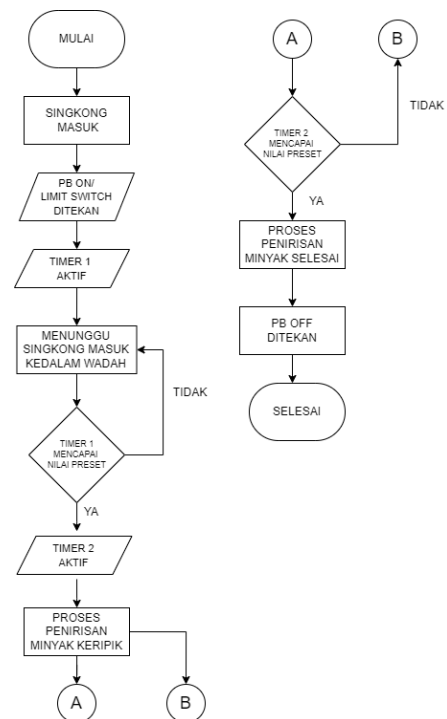 MULAI
SINGKONG
MASUK
PB ON/
LIMIT SWITCH
DITEKAN
TIMER 1
AKTIF
MENUNGGU
SINGKONG MASUK
KEDALAM WADAH
TIDAK
TIMER 1
MENCAPAI
NILAI PRESET
YA
TIMER 2
AKTIF
PROSES
PENIRISAN
MINYAK KERIPIK
A
B
A
B
TIDAK
TIMER 2
MENCAPAI
NILAI PRESET
YA
PROSES
PENIRISAN
MINYAK SELESAI
PB OFF
DITEKAN
SELESAI